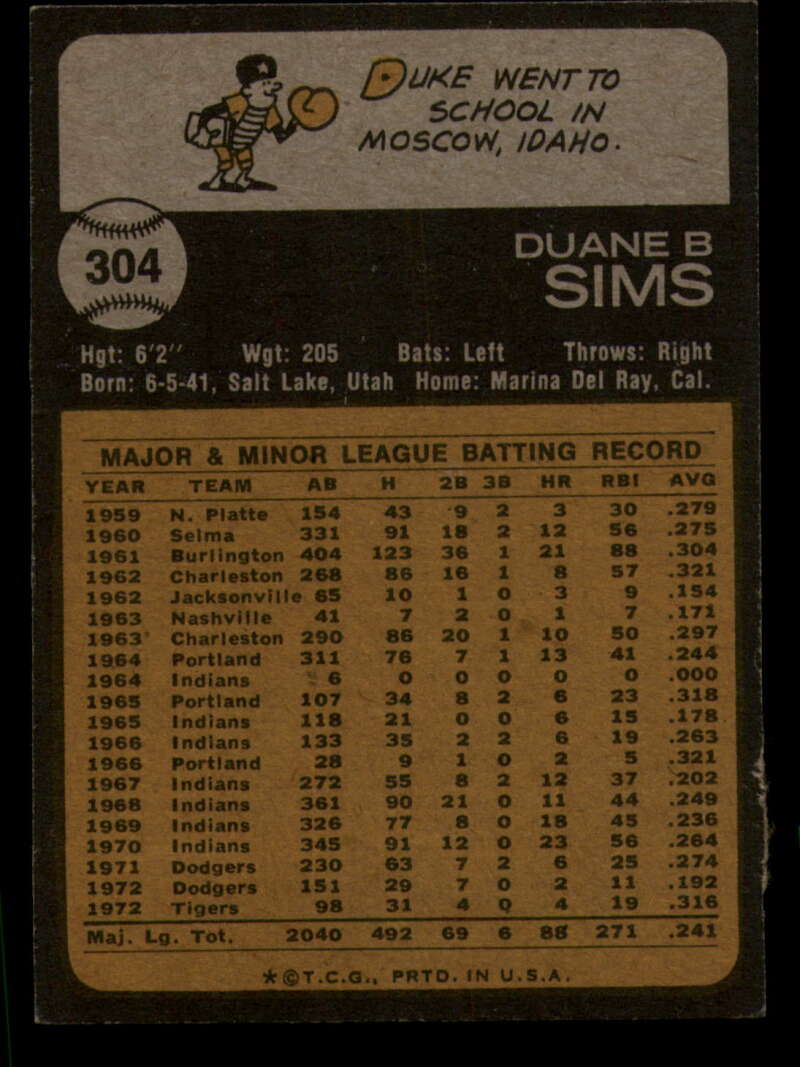 DUKE WENT TO
SCHOOL IN
MOSCOW, IDAHO.
304
DUANE B
SIMS
Hgt: 6'2" Wgt: 205 Bats: Left Throws: Right
Born: 6-5-41, Salt Lake, Utah Home: Marina Del Ray, Cal.
MAJOR & MINOR LEAGUE BATTING RECORD
YEAR TEAM AB H 2B 3B HR RBI AVG
1959 N. Platte 154 43 9 2 3 30 .279
1960 Selma 331 91 18 2 12 56 .275
1961 Burlington 404 123 36 1 21 88 .304
1962 Charleston 268 86 16 1 8 57 .321
1962 Jacksonville 65 10 1 0 3 9 .154
1963 Nashville 41 7 2 0 1 7 .171
1963 Charleston 290 86 20 1 10 50 .297
1964 Portland 311 76 7 1 13 41 .244
1964 Indians 6 0 0 0 0 0 .000
1965 Portland 107 34 8 2 6 23 .318
1965 Indians 118 21 0 0 6 15 .178
1966 Indians 133 35 2 2 6 19 .263
1966 Portland 28 9 1 0 2 5 .321
1967 Indians 272 55 8 2 12 37 .202
1968 Indians 361 90 21 0 11 44 .249
1969 Indians 326 77 8 0 18 45 .236
1970 Indians 345 91 12 0 23 56 .264
1971 Dodgers 230 63 7 2 6 25 .274
1972 Dodgers 151 29 7 0 2 11 .192
1972 Tigers 98 31 4 0 4 19 .316
Maj. Lg. Tot. 2040 492 69 6 88 271 .241
*©T.C.G., PRTD. IN U.S.A.